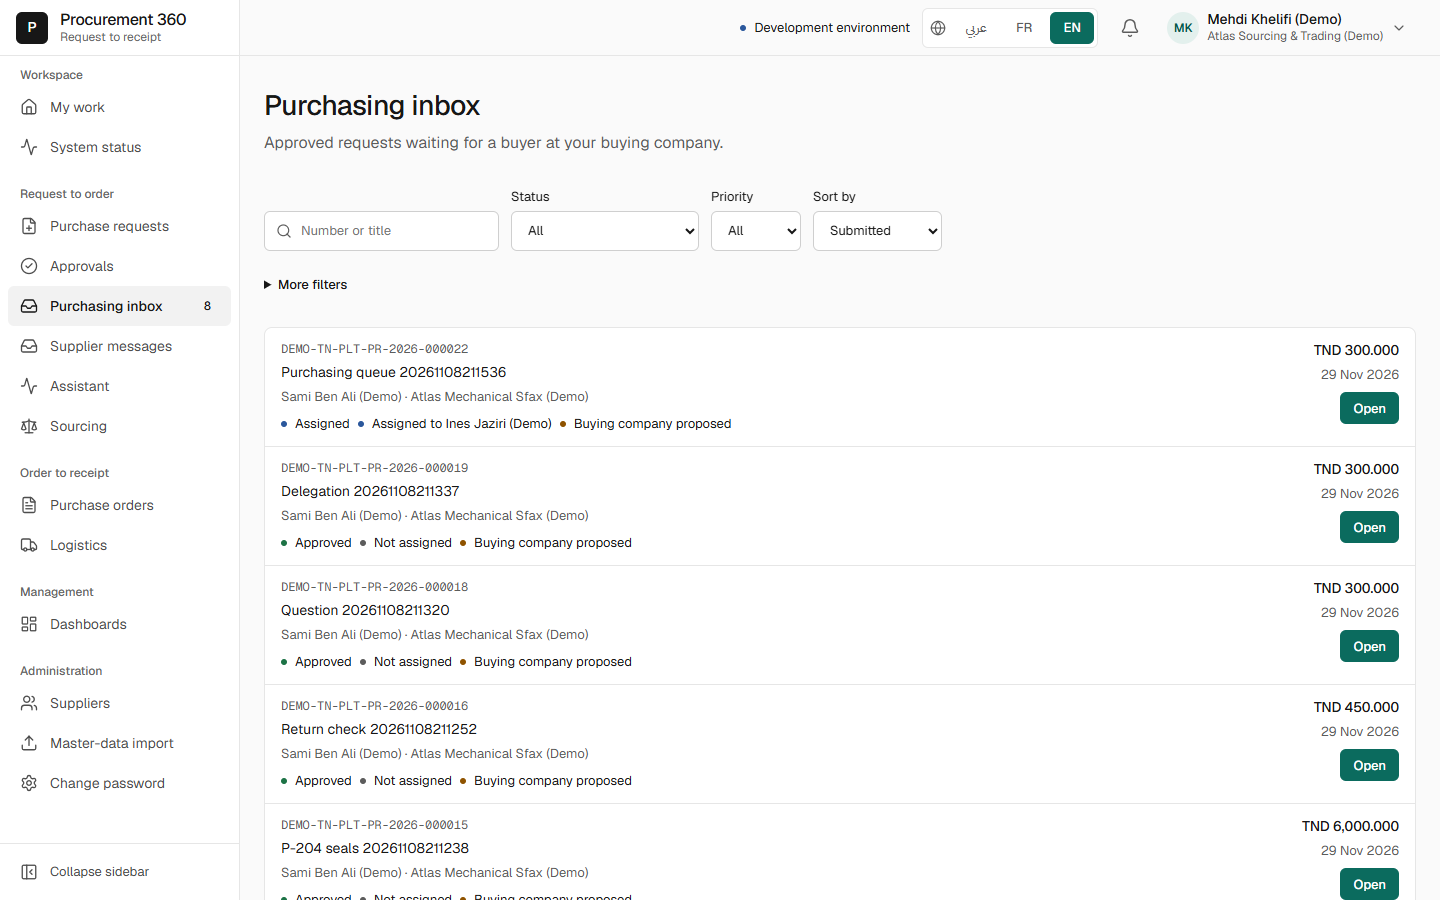 P
Procurement 360
Request to receipt
Development environment
عربي
FR
EN
MK
Mehdi Khelifi (Demo)
Atlas Sourcing & Trading (Demo)
Workspace
My work
System status
Request to order
Purchase requests
Approvals
Purchasing inbox 8
Supplier messages
Assistant
Sourcing
Order to receipt
Purchase orders
Logistics
Management
Dashboards
Administration
Suppliers
Master-data import
Change password
Collapse sidebar
Purchasing inbox
Approved requests waiting for a buyer at your buying company.
Number or title
Status
All
Priority
All
Sort by
Submitted
More filters
DEMO-TN-PLT-PR-2026-000022
Purchasing queue 20261108211536
Sami Ben Ali (Demo) · Atlas Mechanical Sfax (Demo)
Assigned Assigned to Ines Jaziri (Demo) Buying company proposed
TND 300.000
29 Nov 2026
Open
DEMO-TN-PLT-PR-2026-000019
Delegation 20261108211337
Sami Ben Ali (Demo) · Atlas Mechanical Sfax (Demo)
Approved Not assigned Buying company proposed
TND 300.000
29 Nov 2026
Open
DEMO-TN-PLT-PR-2026-000018
Question 20261108211320
Sami Ben Ali (Demo) · Atlas Mechanical Sfax (Demo)
Approved Not assigned Buying company proposed
TND 300.000
29 Nov 2026
Open
DEMO-TN-PLT-PR-2026-000016
Return check 20261108211252
Sami Ben Ali (Demo) · Atlas Mechanical Sfax (Demo)
Approved Not assigned Buying company proposed
TND 450.000
29 Nov 2026
Open
DEMO-TN-PLT-PR-2026-000015
P-204 seals 20261108211238
Sami Ben Ali (Demo) · Atlas Mechanical Sfax (Demo)
Approved Not assigned Buying company proposed
TND 6,000.000
29 Nov 2026
Open